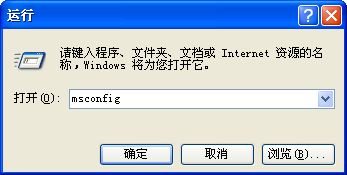 运行
请键入程序、文件夹、文档或 Internet 资源的名
称，Windows 将为您打开它。
打开(O): msconfig
确定 取消 浏览(B)...